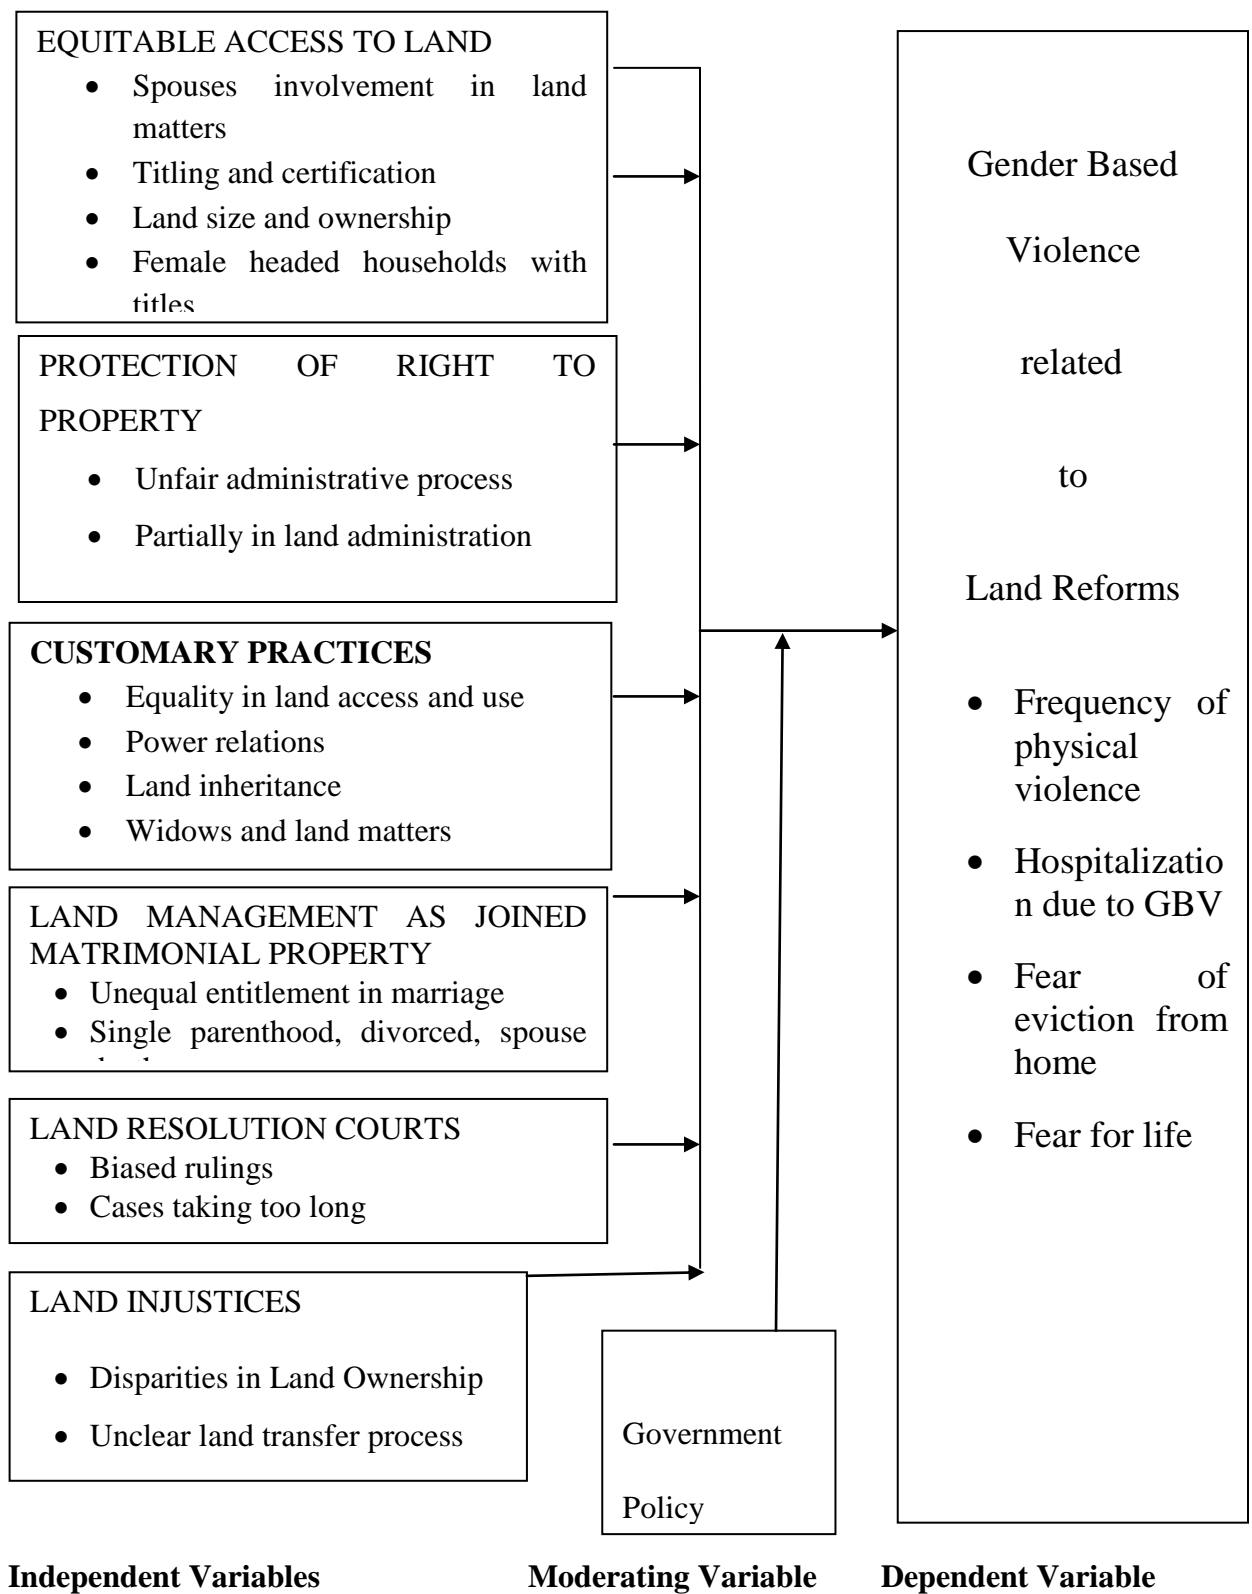 EQUITABLE ACCESS TO LAND
• Spouses involvement in land
matters
• Titling and certification
• Land size and ownership
• Female headed households with
titles
PROTECTION OF RIGHT TO
PROPERTY
• Unfair administrative process
• Partially in land administration
CUSTOMARY PRACTICES
• Equality in land access and use
• Power relations
• Land inheritance
• Widows and land matters
LAND MANAGEMENT AS JOINED
MATRIMONIAL PROPERTY
• Unequal entitlement in marriage
• Single parenthood, divorced, spouse
LAND RESOLUTION COURTS
• Biased rulings
• Cases taking too long
LAND INJUSTICES
• Disparities in Land Ownership
• Unclear land transfer process
Government
Policy
Gender Based
Violence
related
to
Land Reforms
• Frequency of
physical
violence
• Hospitalizatio
n due to GBV
• Fear of
eviction from
home
• Fear for life
Independent Variables
Moderating Variable
Dependent Variable